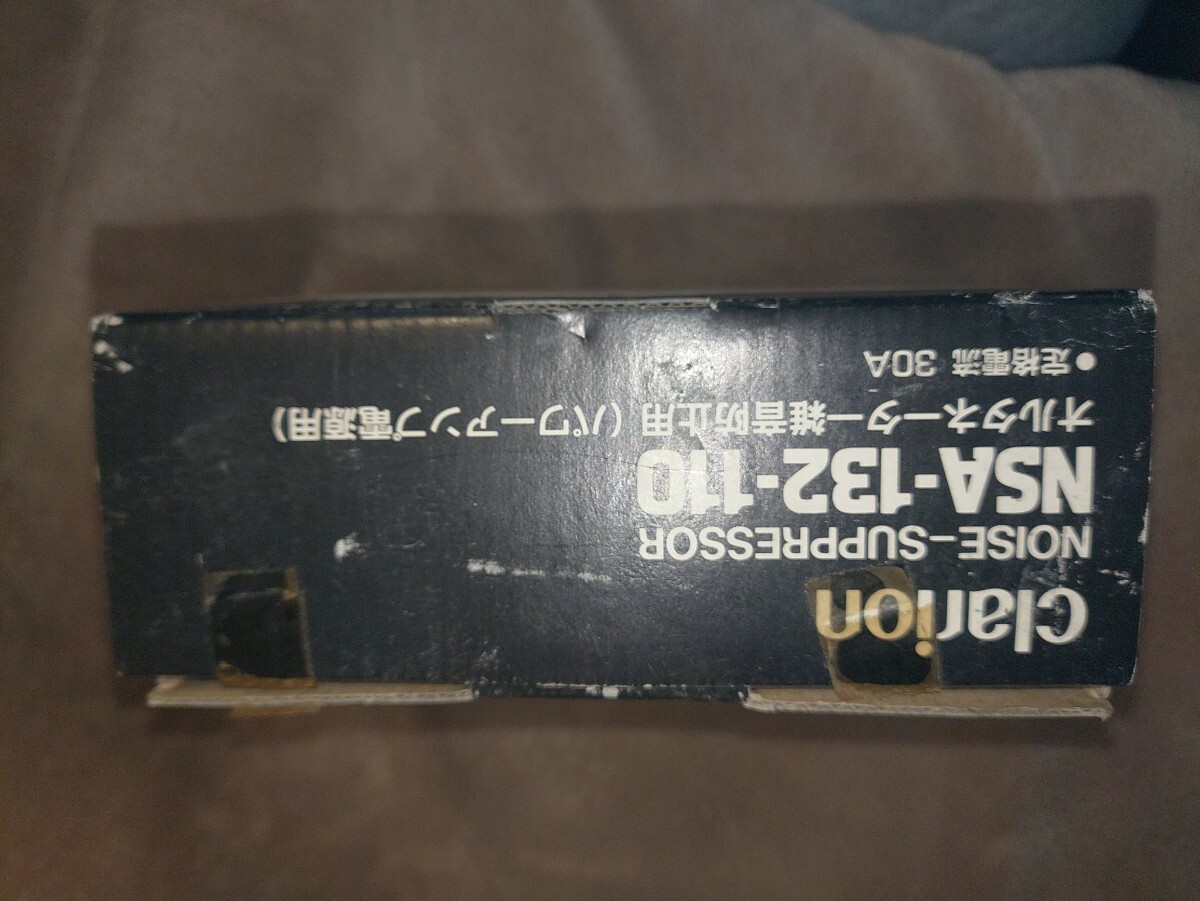 Clarion
NOISE-SUPPRESSOR
NSA-132-110
オルタネーター雑音防止用(パワーアンプ電源用)
●定格電流 30A